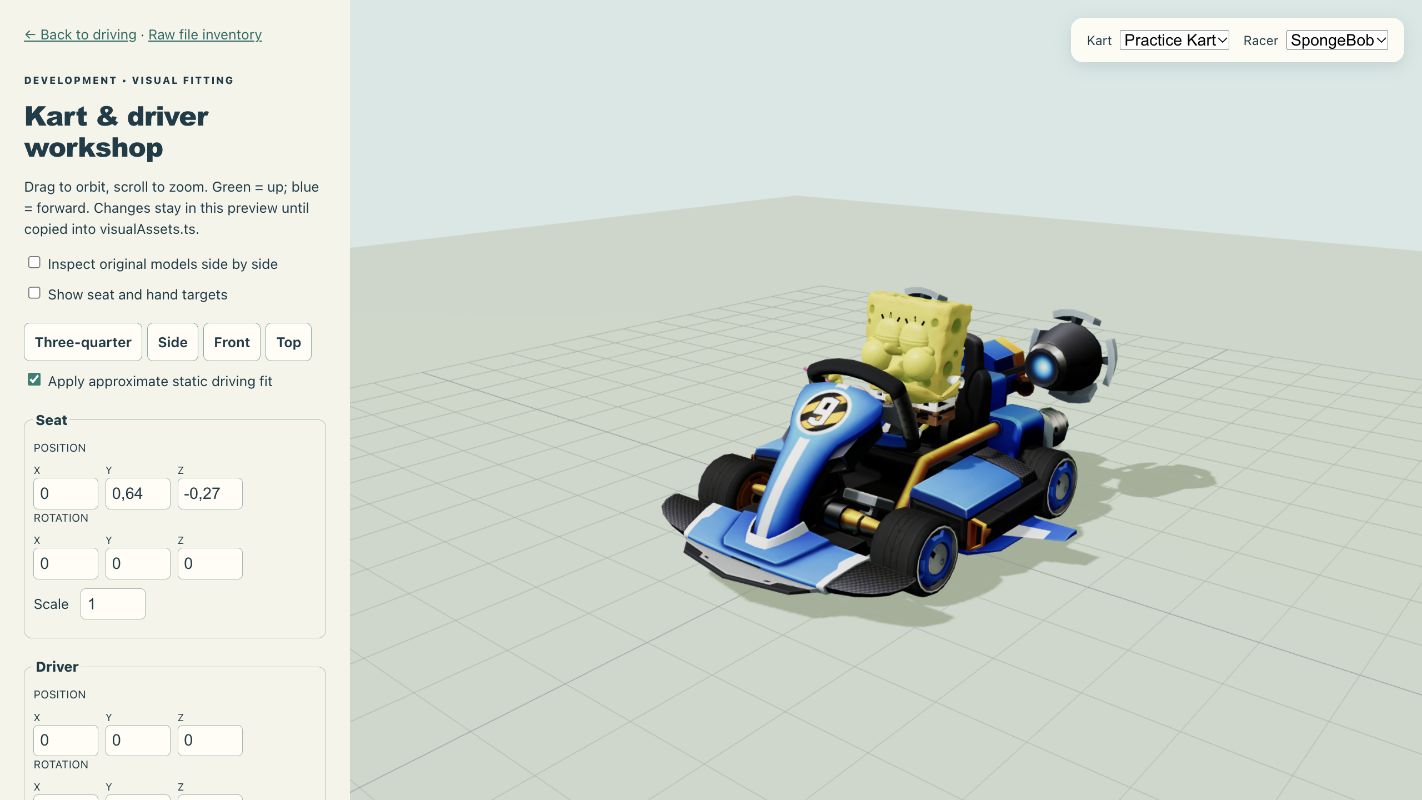 ← Back to driving · Raw file inventory
DEVELOPMENT • VISUAL FITTING
Kart & driver
workshop
Drag to orbit, scroll to zoom. Green = up; blue
= forward. Changes stay in this preview until
copied into visualAssets.ts.
Inspect original models side by side
Show seat and hand targets
Three-quarter Side Front Top
Apply approximate static driving fit
Seat
POSITION
X Y Z
0 0,64 -0,27
ROTATION
X Y Z
0 0 0
Scale 1
Driver
POSITION
X Y Z
0 0 0
ROTATION
X Y Z
Kart Practice Kart Racer SpongeBob
9